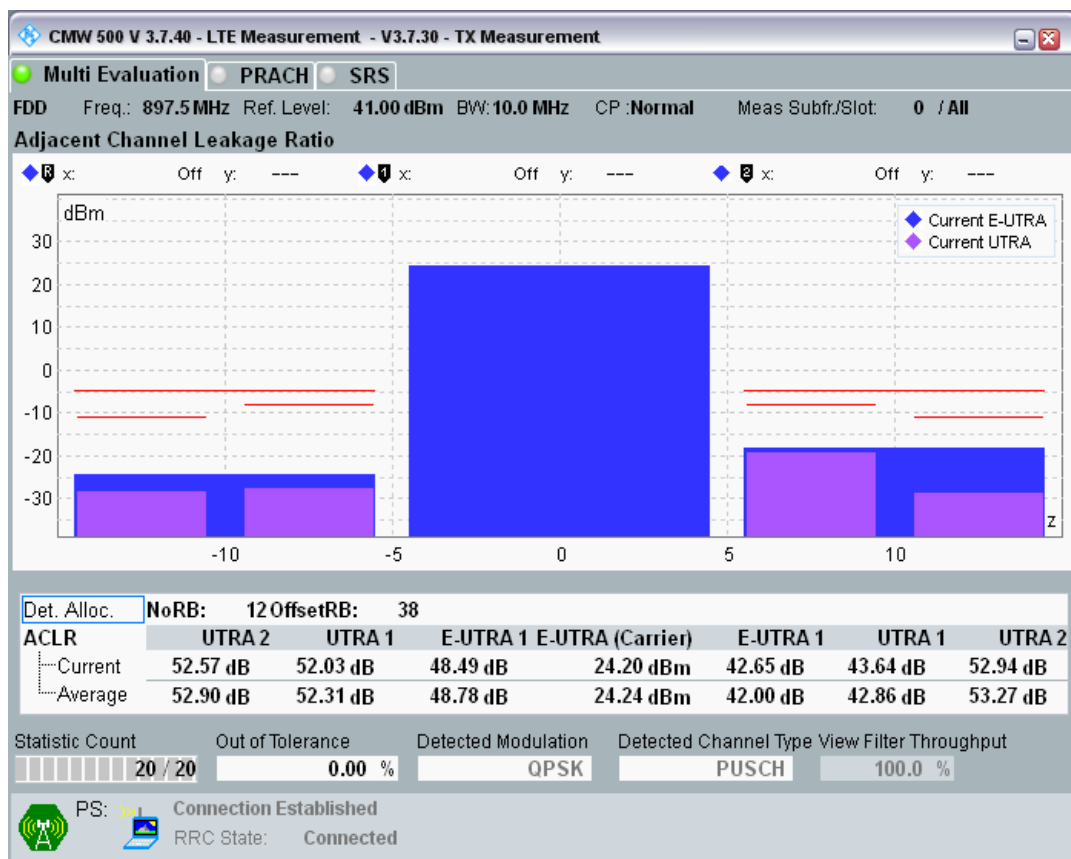 CMW 500 V 3.7.40 - LTE Measurement - V3.7.30 - TX Measurement
Multi Evaluation PRACH SRS
FDD Freq.: 897.5 MHz Ref. Level: 41.00 dBm BW: 10.0 MHz CP :Normal Meas Subfr./Slot: 0 / All
Adjacent Channel Leakage Ratio
R x: Off y: --- 1 x: Off y: --- 2 x: Off y: ---
dBm
Current E-UTRA
Current UTRA
30
20
10
0
-10
-20
-30
z
-10 -5 0 5 10
Det. Alloc. NoRB: 12 OffsetRB: 38
ACLR UTRA 2 UTRA 1 E-UTRA 1 E-UTRA (Carrier) E-UTRA 1 UTRA 1 UTRA 2
Current 52.57 dB 52.03 dB 48.49 dB 24.20 dBm 42.65 dB 43.64 dB 52.94 dB
Average 52.90 dB 52.31 dB 48.78 dB 24.24 dBm 42.00 dB 42.86 dB 53.27 dB
Statistic Count Out of Tolerance Detected Modulation Detected Channel Type View Filter Throughput
20 / 20 0.00 % QPSK PUSCH 100.0 %
PS: Connection Established
RRC State: Connected